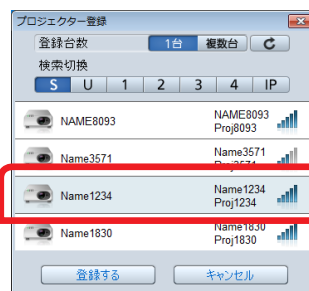 プロジェクター登録
登録台数 1台 複数台
検索切換
S U 1 2 3 4 IP
NAME8093 NAME8093
Proj8093
Name3571 Name3571
Proj3571
Name1234 Name1234
Proj1234
Name1830 Name1830
Proj1830
登録する キャンセル